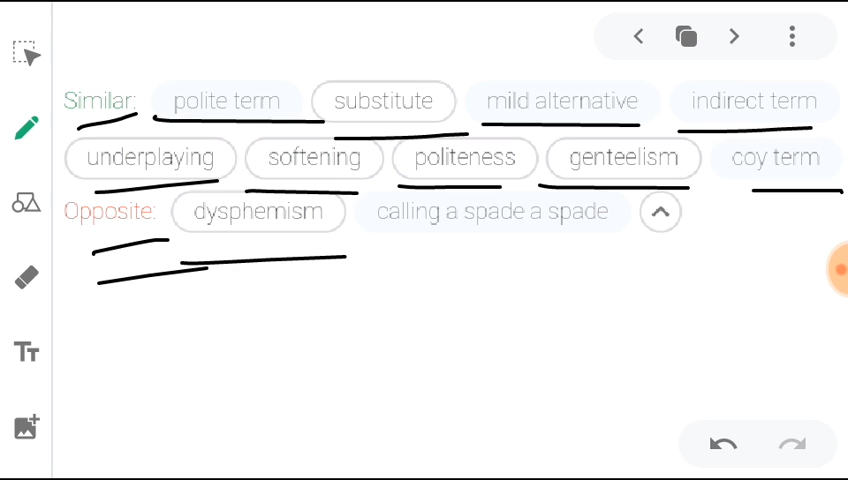 Similar: polite term substitute mild alternative indirect term
underplaying softening politeness genteelism coy term
Opposite: dysphemism calling a spade a spade
Tт